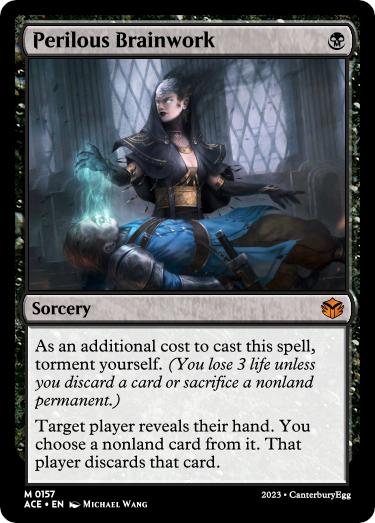 Perilous Brainwork
Sorcery
As an additional cost to cast this spell,
torment yourself. (You lose 3 life unless
you discard a card or sacrifice a nonland
permanent.)
Target player reveals their hand. You
choose a nonland card from it. That
player discards that card.
M 0157
ACE • EN Michael Wang
2023 • CanterburyEgg